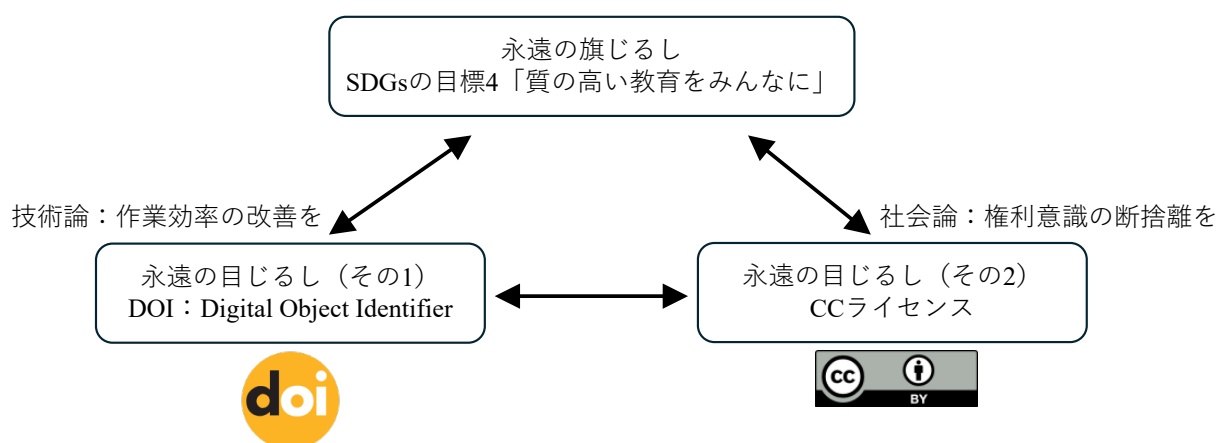 永遠の旗じるし
SDGsの目標4「質の高い教育をみんなに」
技術論：作業効率の改善を
社会論：権利意識の断捨離を
永遠の目じるし（その1）
DOI：Digital Object Identifier
永遠の目じるし（その2）
CCライセンス
doi
cc
BY